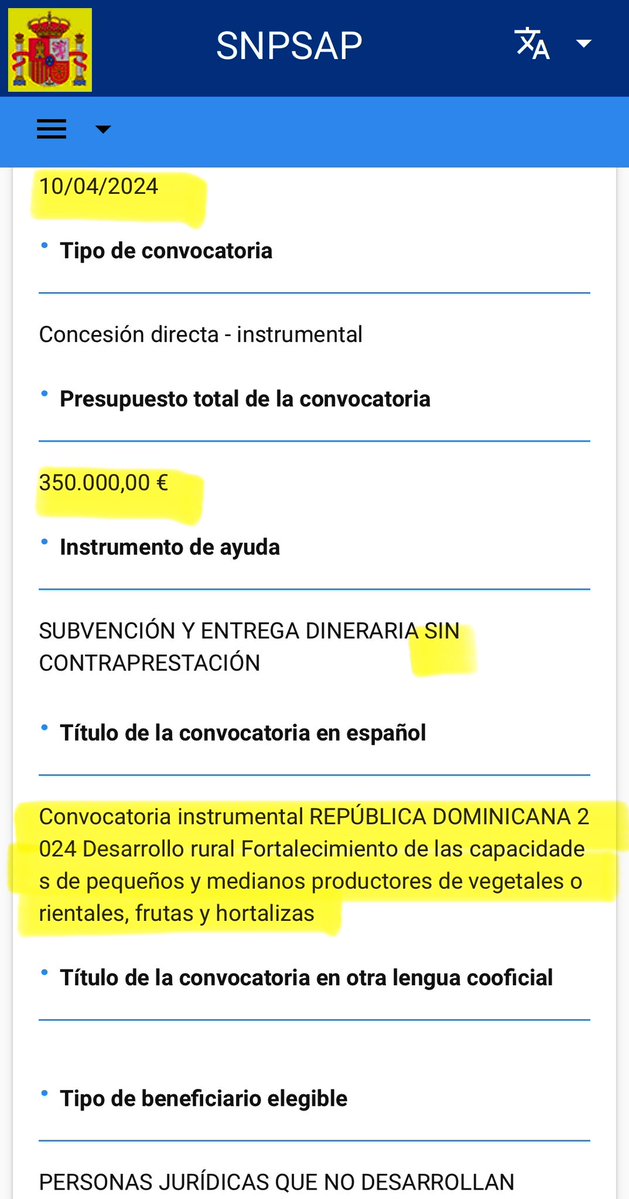 SNPSAP
10/04/2024
Tipo de convocatoria
Concesión directa - instrumental
Presupuesto total de la convocatoria
350.000,00 €
Instrumento de ayuda
SUBVENCIÓN Y ENTREGA DINERARIA SIN
CONTRAPRESTACIÓN
Título de la convocatoria en español
Convocatoria instrumental REPÚBLICA DOMINICANA 2
024 Desarrollo rural Fortalecimiento de las capacidade
s de pequeños y medianos productores de vegetales o
rientales, frutas y hortalizas
Título de la convocatoria en otra lengua cooficial
Tipo de beneficiario elegible
PERSONAS JURÍDICAS QUE NO DESARROLLAN